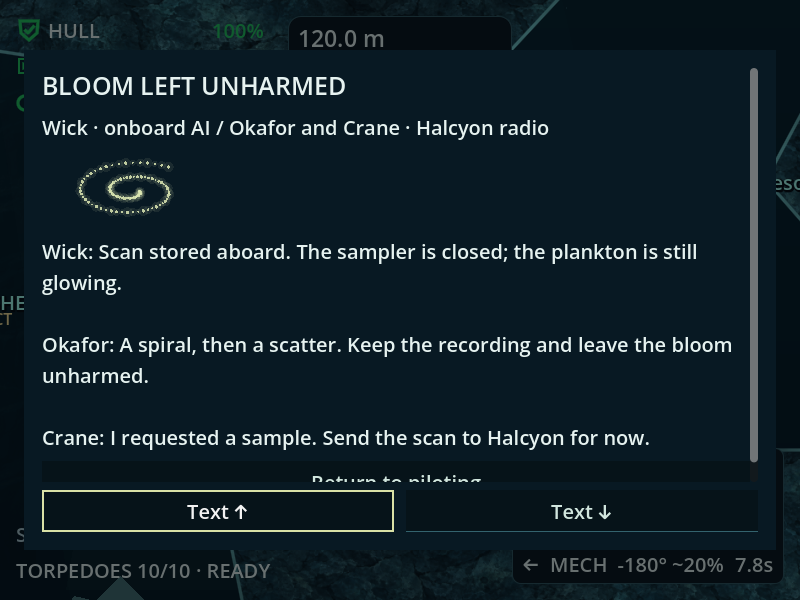 HULL 100%
120.0 m
BLOOM LEFT UNHARMED
Wick · onboard AI / Okafor and Crane · Halcyon radio
Wick: Scan stored aboard. The sampler is closed; the plankton is still
glowing.
Okafor: A spiral, then a scatter. Keep the recording and leave the bloom
unharmed.
Crane: I requested a sample. Send the scan to Halcyon for now.
Return to piloting
Text ↑
Text ↓
TORPEDOES 10/10 · READY
← MECH -180° ~20% 7.8s